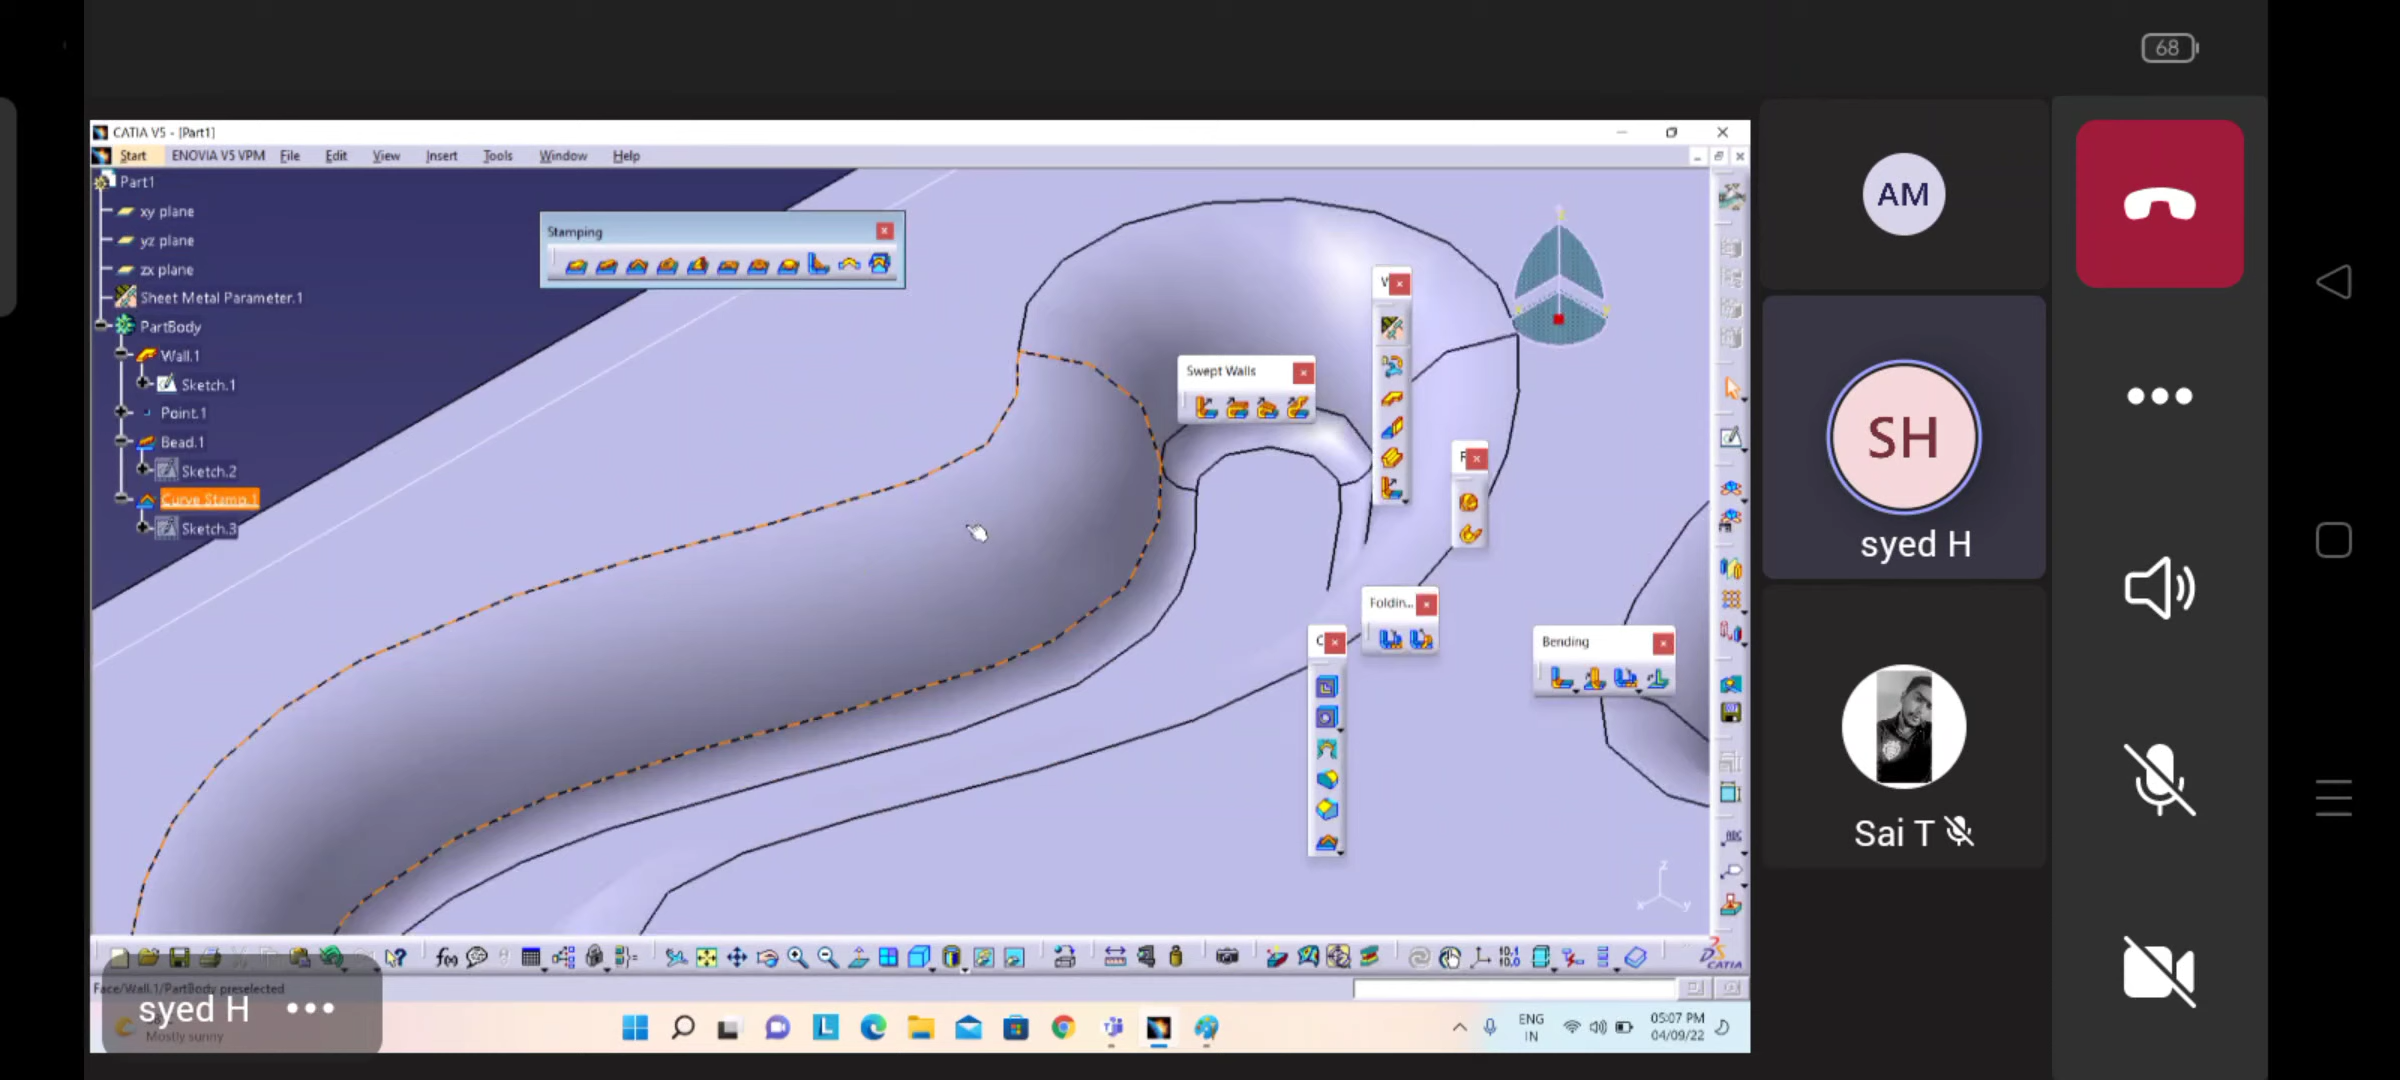 68
CATIA V5 - [Part1]
Start ENOVIA V5 VPM File Edit View Insert Tools Window Help
Part1
xy plane
yz plane
zx plane
Sheet Metal Parameter.1
PartBody
Wall.1
Sketch.1
Point.1
Bead.1
Sketch.2
Curve Stamp.1
Sketch.3
Stamping
Swept Walls
Foldin...
Bending
AM
SH
syed H
Sai T
z
x
y
CATIA
Face/Wall.1/PartBody preselected
syed H
Mostly sunny
ENG
IN
05:07 PM
04/09/22